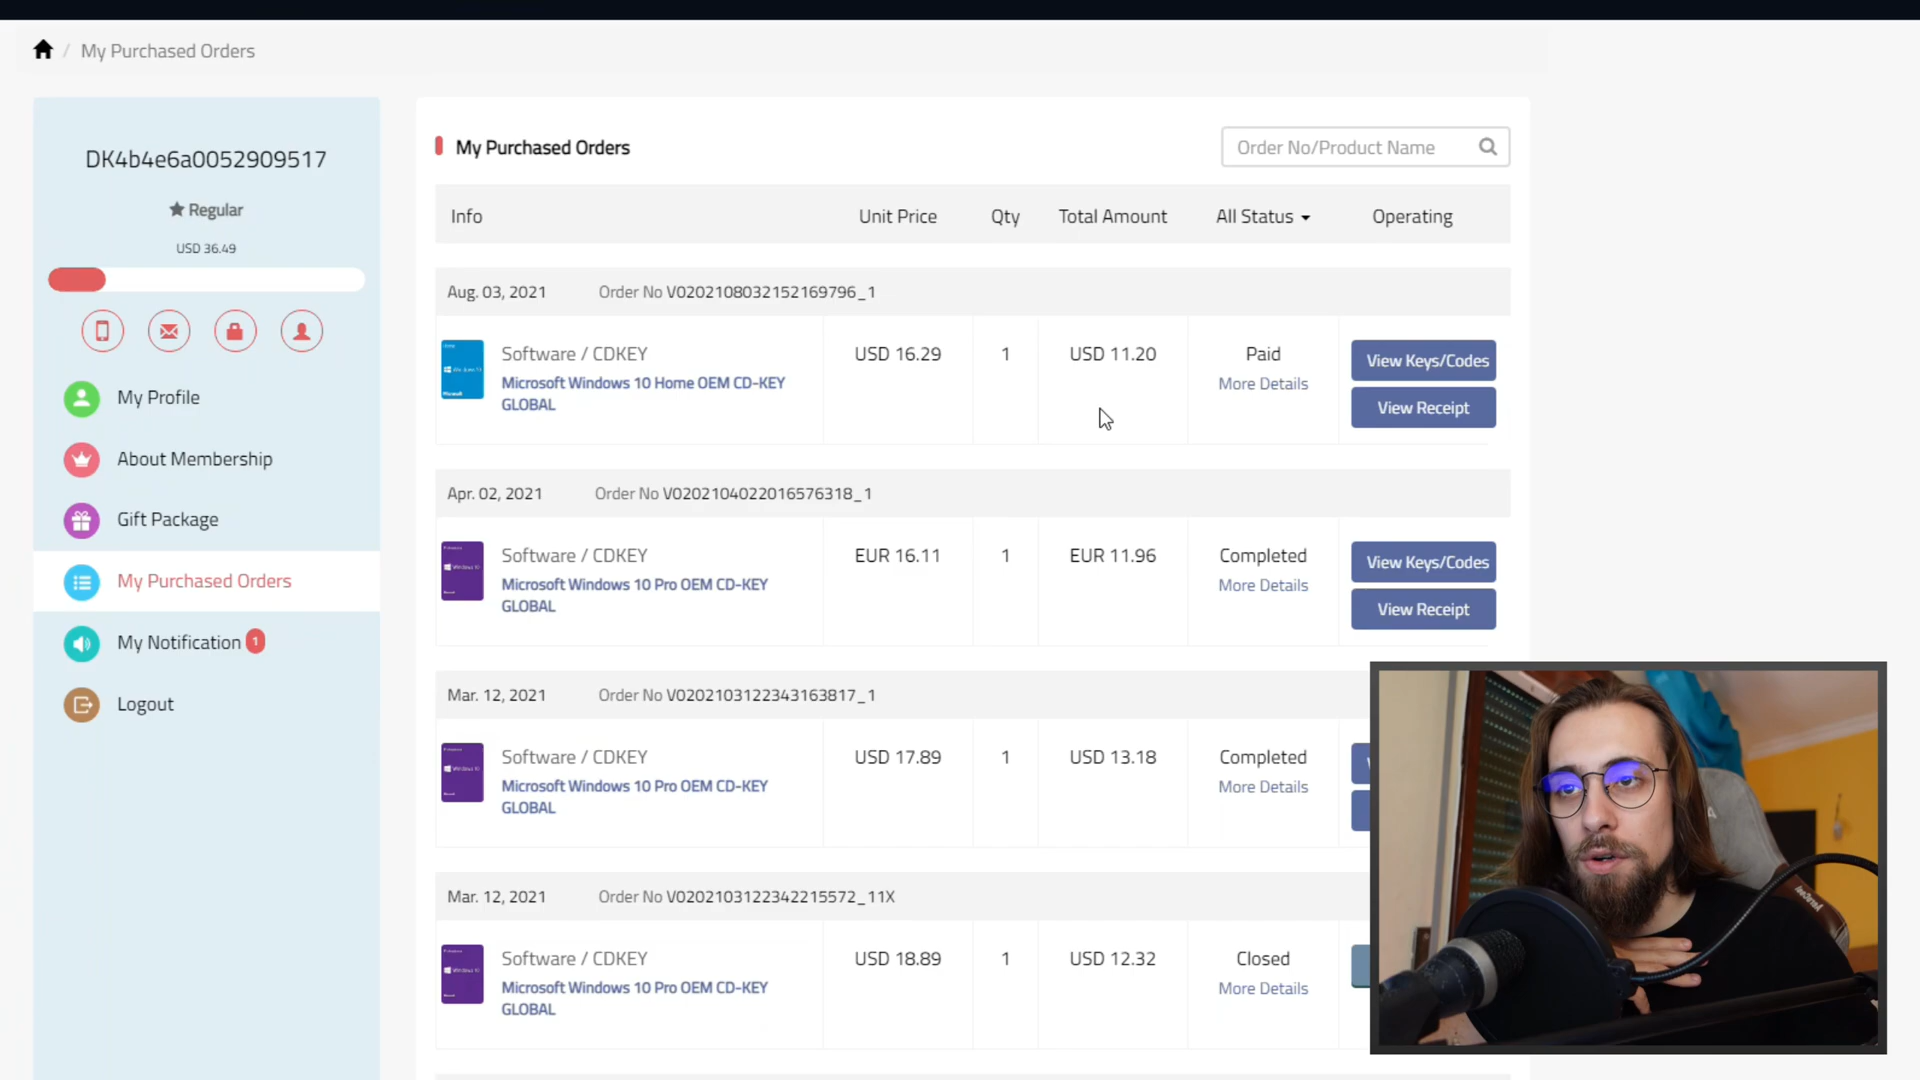 / My Purchased Orders
DK4b4e6a0052909517
Regular
USD 36.49
My Profile
About Membership
Gift Package
My Purchased Orders
My Notification 1
Logout
My Purchased Orders
Order No/Product Name
Info Unit Price Qty Total Amount All Status Operating
Aug. 03, 2021 Order No V0202108032152169796_1
Software / CDKEY USD 16.29 1 USD 11.20 Paid View Keys/Codes
Microsoft Windows 10 Home OEM CD-KEY More Details
GLOBAL View Receipt
Apr. 02, 2021 Order No V0202104022016576318_1
Software / CDKEY EUR 16.11 1 EUR 11.96 Completed View Keys/Codes
Microsoft Windows 10 Pro OEM CD-KEY More Details
GLOBAL View Receipt
Mar. 12, 2021 Order No V0202103122343163817_1
Software / CDKEY USD 17.89 1 USD 13.18 Completed
Microsoft Windows 10 Pro OEM CD-KEY More Details
GLOBAL
Mar. 12, 2021 Order No V0202103122342215572_11X
Software / CDKEY USD 18.89 1 USD 12.32 Closed
Microsoft Windows 10 Pro OEM CD-KEY More Details
GLOBAL